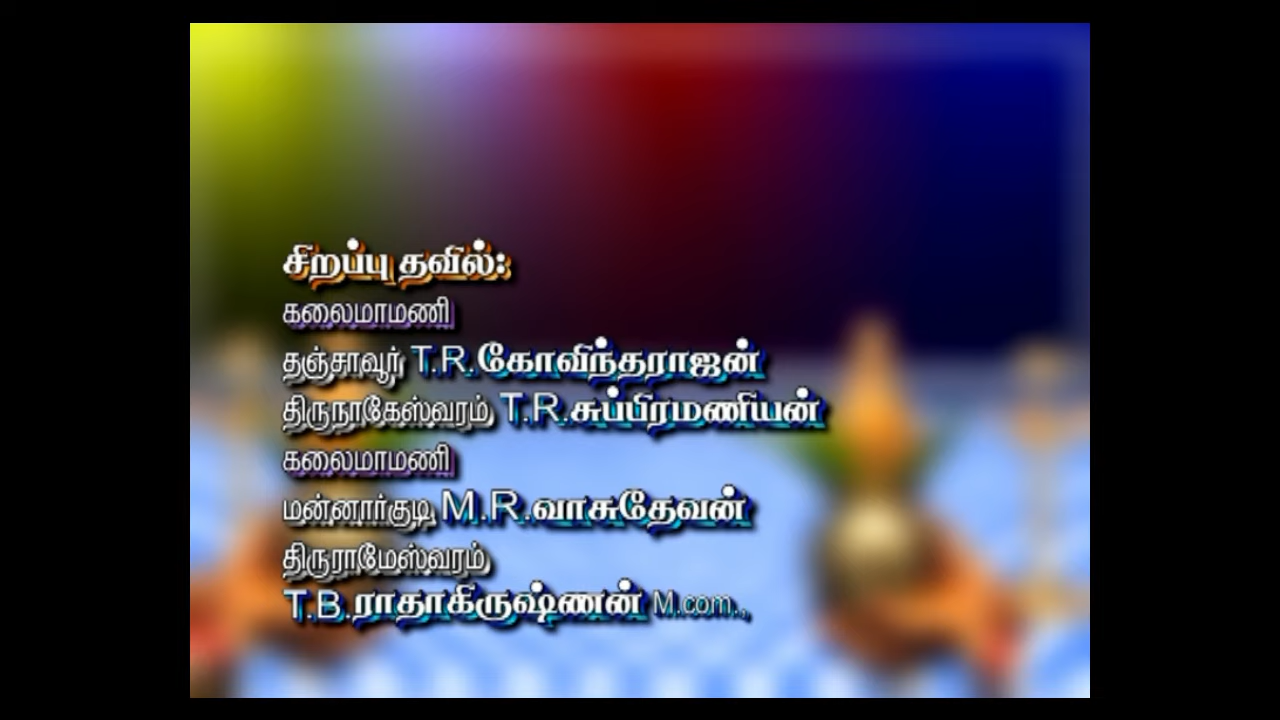 சிறப்பு தவில்:
கலைமாமணி
தஞ்சாவூர் T.R.கோவிந்தராஜன்
திருநாகேஸ்வரம் T.R.சுப்பிரமணியன்
கலைமாமணி
மன்னார்குடி M.R.வாசுதேவன்
திருராமேஸ்வரம்
T.B.ராதாகிருஷ்ணன் M.com.,